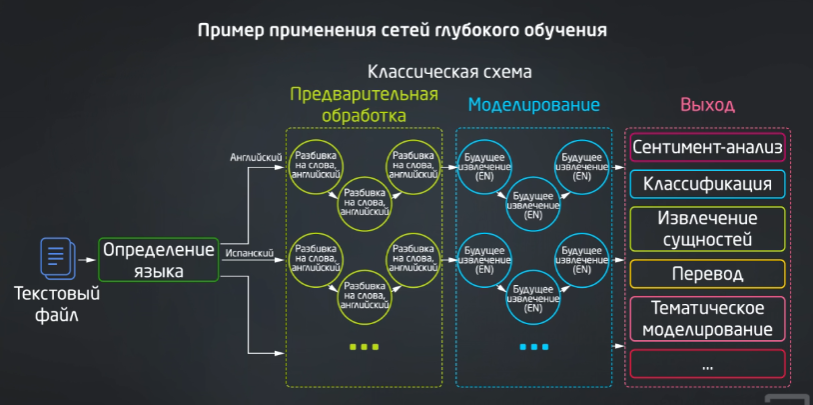 Пример применения сетей глубокого обучения
Классическая схема
Предварительная
обработка
Моделирование
Выход
Текстовый
файл
Определение
языка
Английский
Испанский
Разбивка
на слова,
английский
Разбивка
на слова,
английский
Разбивка
на слова,
английский
Будущее
извлечение
(EN)
Будущее
извлечение
(EN)
Будущее
извлечение
(EN)
Разбивка
на слова,
английский
Разбивка
на слова,
английский
Разбивка
на слова,
английский
Будущее
извлечение
(EN)
Будущее
извлечение
(EN)
Будущее
извлечение
(EN)
...
...
Сентимент-анализ
Классификация
Извлечение
сущностей
Перевод
Тематическое
моделирование
...